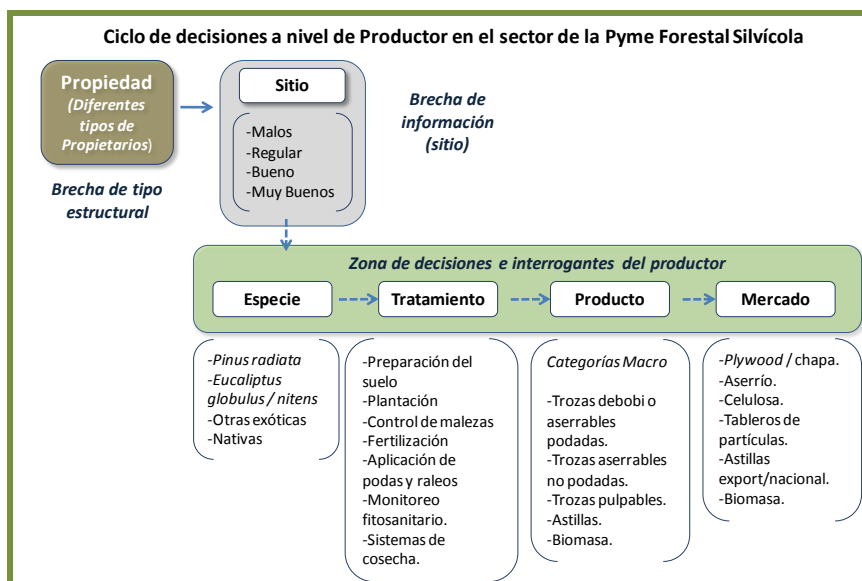 Ciclo de decisiones a nivel de Productor en el sector de la Pyme Forestal Silvícola
Propiedad
(Diferentes
tipos de
Propietarios)
Brecha de tipo
estructural
Sitio
-Malos
-Regular
-Bueno
-Muy Buenos
Brecha de
información
(sitio)
Zona de decisiones e interrogantes del productor
Especie
Tratamiento
Producto
Mercado
-Pinus radiata
-Eucaliptus
globulus / nitens
-Otras exóticas
-Nativas
-Preparación del
suelo
-Plantación
-Control de malezas
-Fertilización
-Aplicación de
podas y raleos
-Monitoreo
fitosanitario.
-Sistemas de
cosecha.
Categorías Macro
-Trozas debobi o
aserrables
podadas.
-Trozas aserrables
no podadas.
-Trozas pulpables.
-Astillas.
-Biomasa.
-Plywood / chapa.
-Aserrío.
-Celulosa.
-Tableros de
partículas.
-Astillas
export/nacional.
-Biomasa.